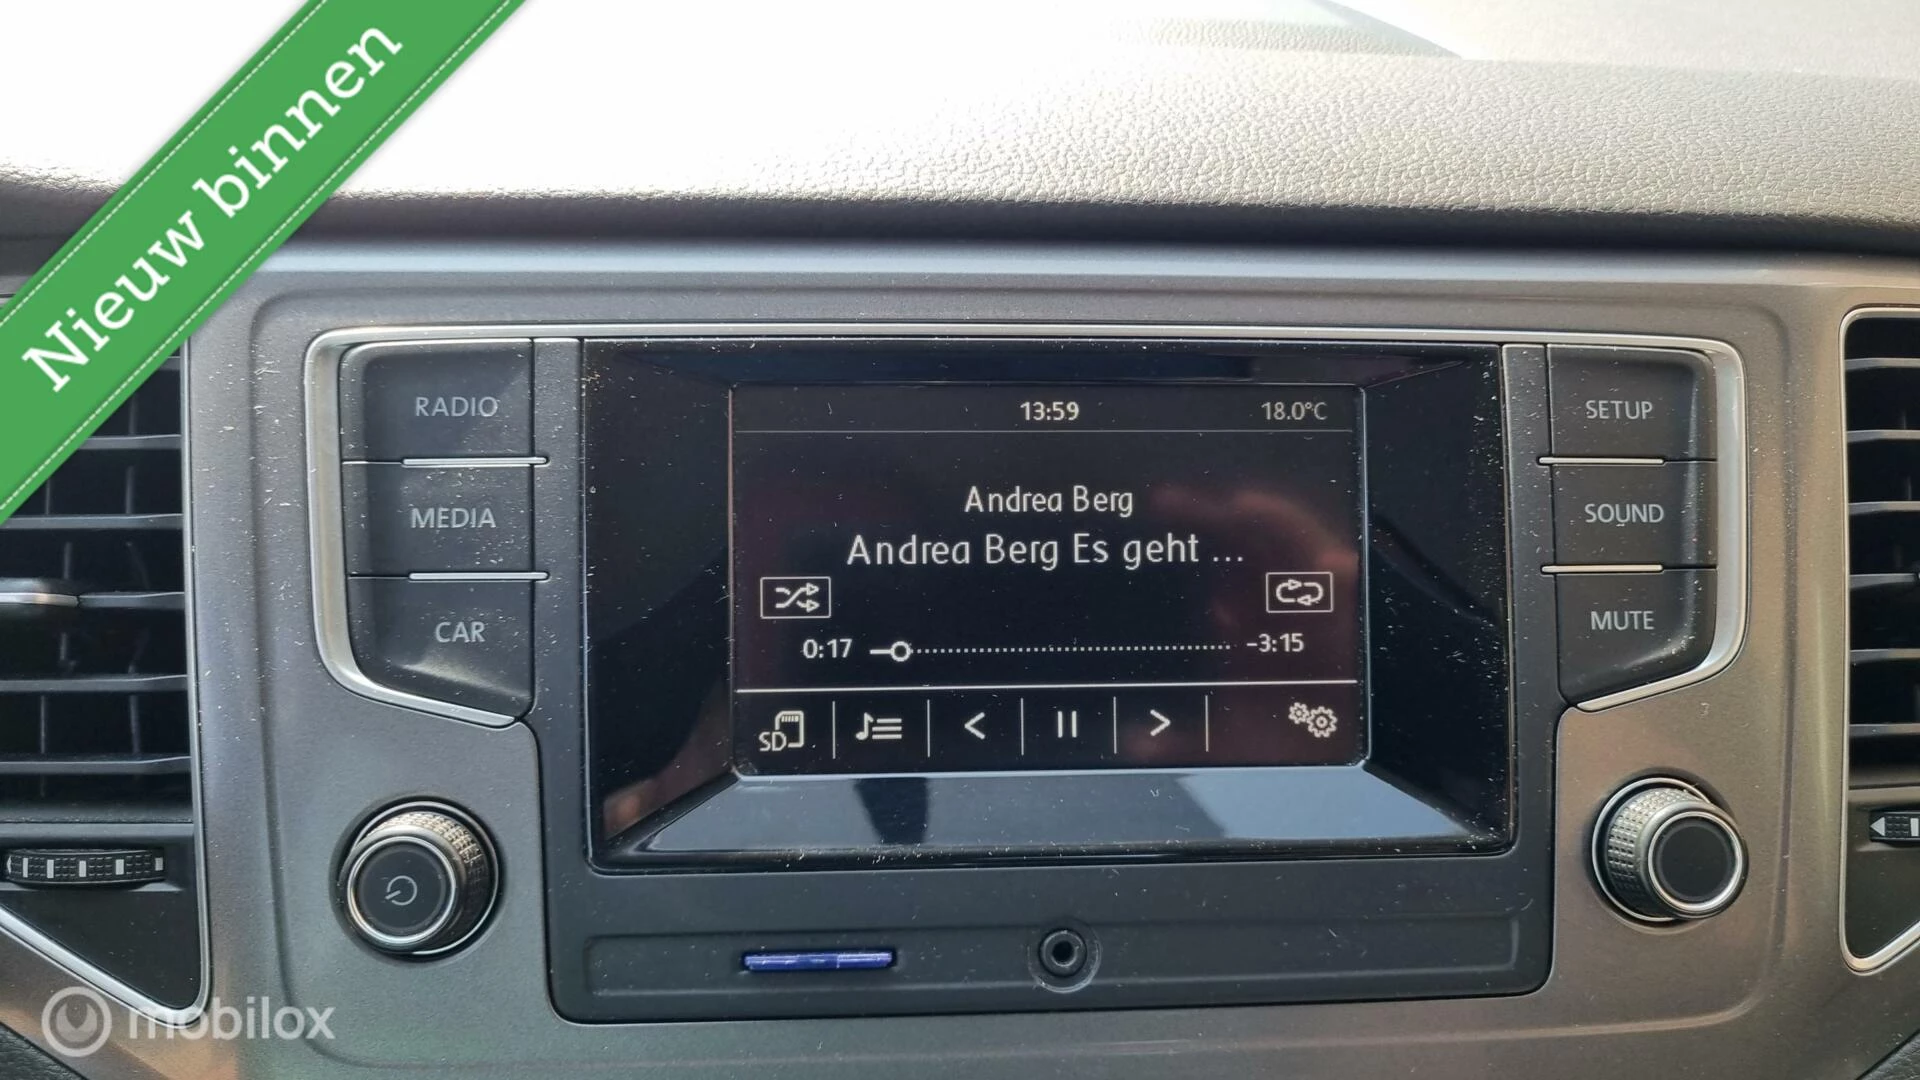 Nieuw binnen
RADIO
MEDIA
CAR
13:59 18.0°C
Andrea Berg
Andrea Berg Es geht ...
0:17 -3:15
SD
SETUP
SOUND
MUTE
mobilox